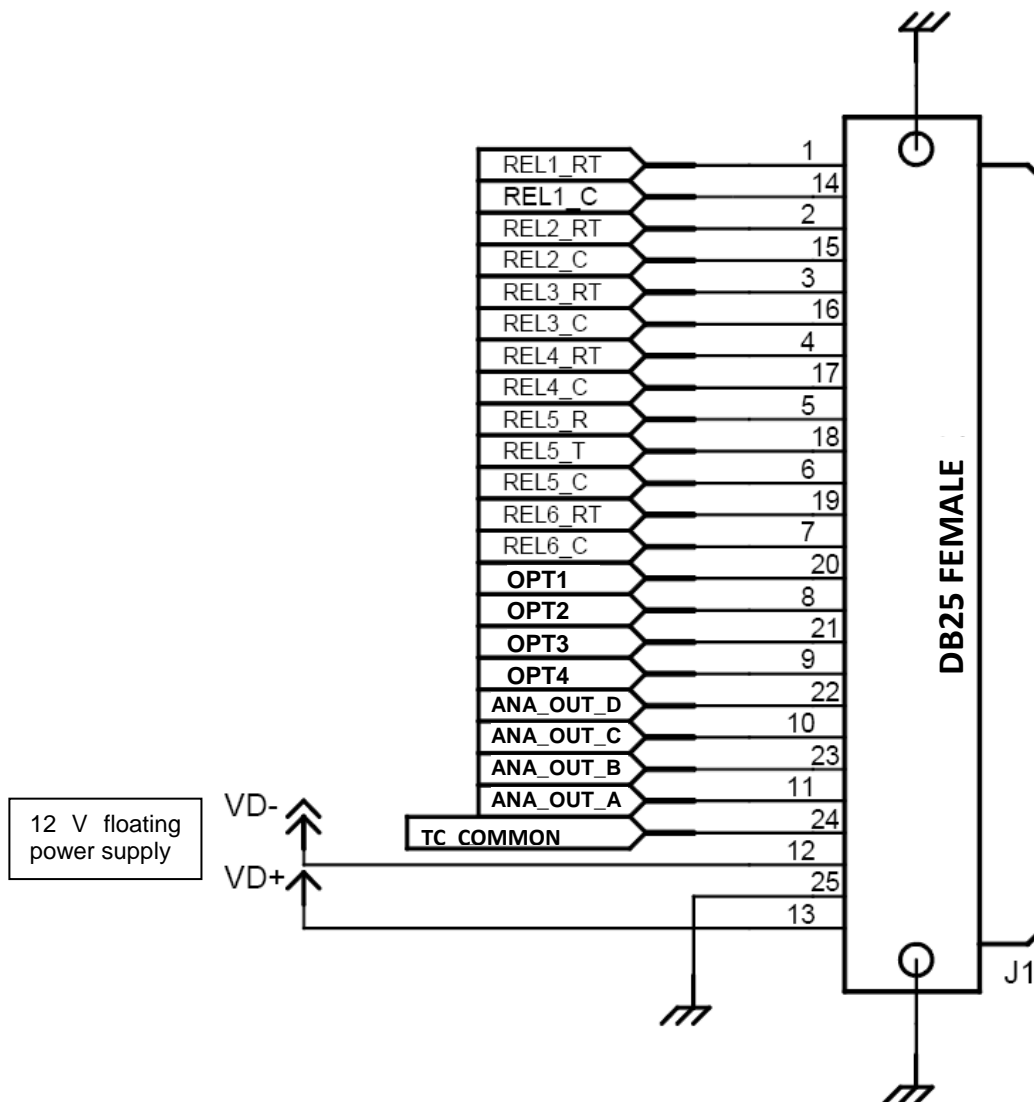 REL1_RT 1
REL1_C 14
REL2_RT 2
REL2_C 15
REL3_RT 3
REL3_C 16
REL4_RT 4
REL4_C 17
REL5_R 5
REL5_T 18
REL5_C 6
REL6_RT 19
REL6_C 7
OPT1 20
OPT2 8
OPT3 21
OPT4 9
ANA_OUT_D 22
ANA_OUT_C 10
ANA_OUT_B 23
ANA_OUT_A 11
TC COMMON 24
12
25
13
12 V floating
power supply
VD-
VD+
DB25 FEMALE
J1